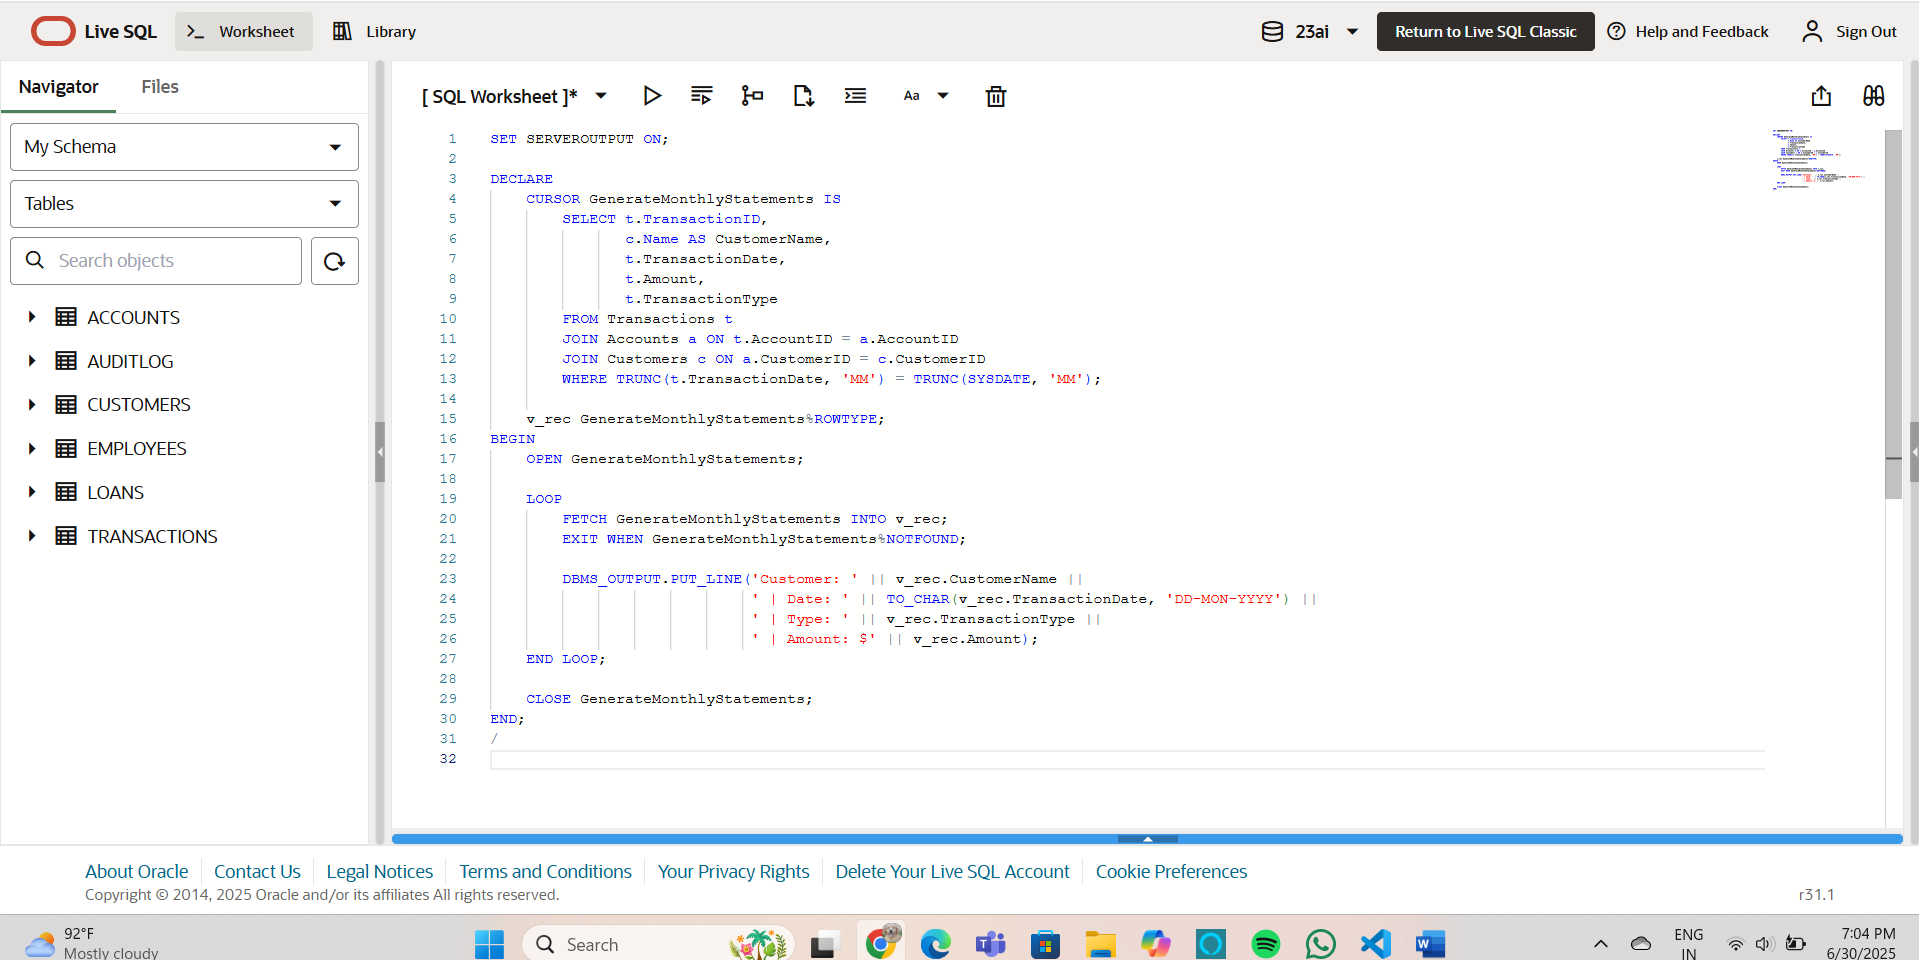 Live SQL
Worksheet
Library
23ai
Return to Live SQL Classic
Help and Feedback
Sign Out
Navigator
Files
My Schema
Tables
Search objects
ACCOUNTS
AUDITLOG
CUSTOMERS
EMPLOYEES
LOANS
TRANSACTIONS
[ SQL Worksheet ]*
Aa
1 SET SERVEROUTPUT ON;
2
3 DECLARE
4 CURSOR GenerateMonthlyStatements IS
5 SELECT t.TransactionID,
6 c.Name AS CustomerName,
7 t.TransactionDate,
8 t.Amount,
9 t.TransactionType
10 FROM Transactions t
11 JOIN Accounts a ON t.AccountID = a.AccountID
12 JOIN Customers c ON a.CustomerID = c.CustomerID
13 WHERE TRUNC(t.TransactionDate, 'MM') = TRUNC(SYSDATE, 'MM');
14
15 v_rec GenerateMonthlyStatements%ROWTYPE;
16 BEGIN
17 OPEN GenerateMonthlyStatements;
18
19 LOOP
20 FETCH GenerateMonthlyStatements INTO v_rec;
21 EXIT WHEN GenerateMonthlyStatements%NOTFOUND;
22
23 DBMS_OUTPUT.PUT_LINE('Customer: ' || v_rec.CustomerName ||
24 ' | Date: ' || TO_CHAR(v_rec.TransactionDate, 'DD-MON-YYYY') ||
25 ' | Type: ' || v_rec.TransactionType ||
26 ' | Amount: $' || v_rec.Amount);
27 END LOOP;
28
29 CLOSE GenerateMonthlyStatements;
30 END;
31 /
32
About Oracle
Contact Us
Legal Notices
Terms and Conditions
Your Privacy Rights
Delete Your Live SQL Account
Cookie Preferences
Copyright © 2014, 2025 Oracle and/or its affiliates All rights reserved.
r31.1
92°F
Mostly cloudy
Search
ENG
IN
7:04 PM
6/30/2025